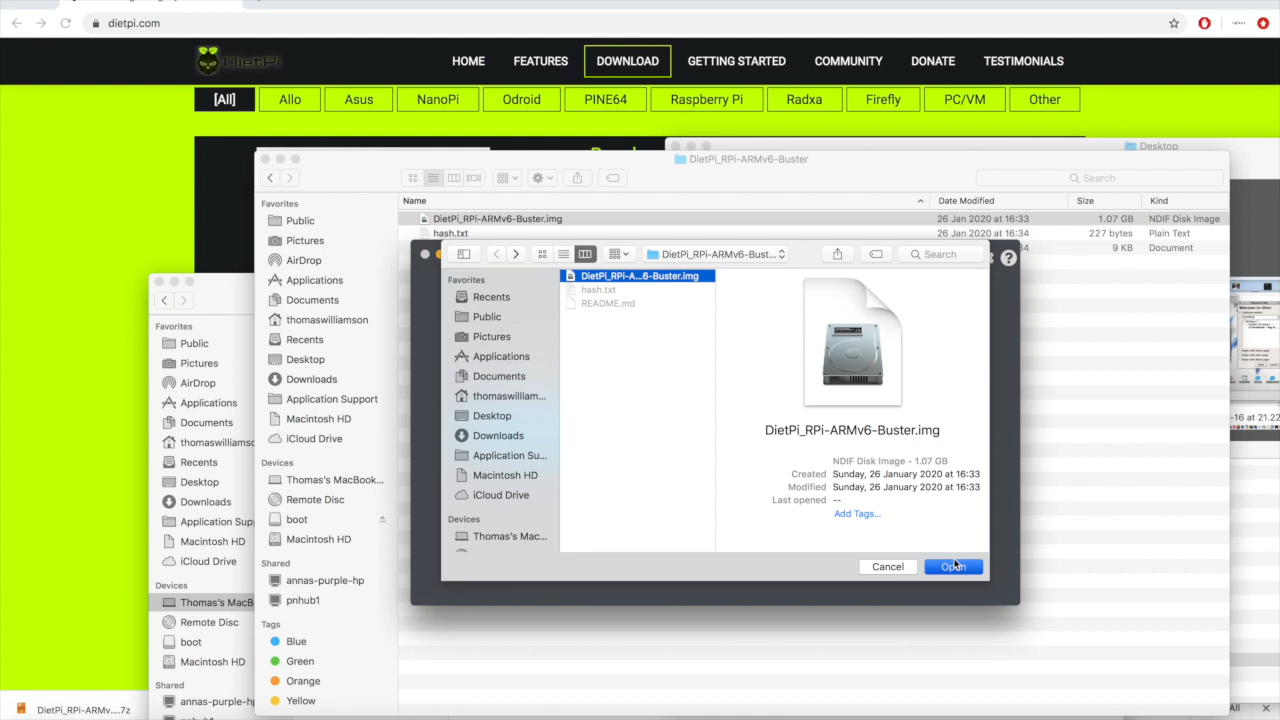 dietpi.com
DietPi
HOME FEATURES DOWNLOAD GETTING STARTED COMMUNITY DONATE TESTIMONIALS
[All] Allo Asus NanoPi Odroid PINE64 Raspberry Pi Radxa Firefly PC/VM Other
Desktop
DietPi_RPi-ARMv6-Buster
Search
Favorites
Public
Pictures
AirDrop
Applications
Documents
thomaswilliamson
Recents
Desktop
Downloads
Application Support
Macintosh HD
iCloud Drive
Devices
Thomas's MacBook...
Remote Disc
boot
Macintosh HD
Shared
annas-purple-hp
pnhub1
Tags
Blue
Green
Orange
Yellow
Name Date Modified Size Kind
DietPi_RPi-ARMv6-Buster.img 26 Jan 2020 at 16:33 1.07 GB NDIF Disk Image
hash.txt 26 Jan 2020 at 16:34 227 bytes Plain Text
34 9 KB Document
DietPi_RPi-ARMv6-Bust...
Search
?
Favorites
Recents
Public
Pictures
Applications
Documents
thomaswilliam...
Desktop
Downloads
Application Su...
Macintosh HD
iCloud Drive
Devices
Thomas's Mac...
DietPi_RPi-A...6-Buster.img
hash.txt
README.md
DietPi_RPi-ARMv6-Buster.img
NDIF Disk Image - 1.07 GB
Created Sunday, 26 January 2020 at 16:33
Modified Sunday, 26 January 2020 at 16:33
Last opened --
Add Tags...
Cancel Open
Favorites
Public
Pictures
AirDrop
Applications
Documents
thomaswilliamso
Recents
Desktop
Downloads
Application Supp
Macintosh HD
iCloud Drive
Devices
Thomas's MacB
Remote Disc
boot
Macintosh HD
Shared
annas-purple-hp
pnhub1
-16 at 21.22
DietPi_RPi-ARMv....7z
All